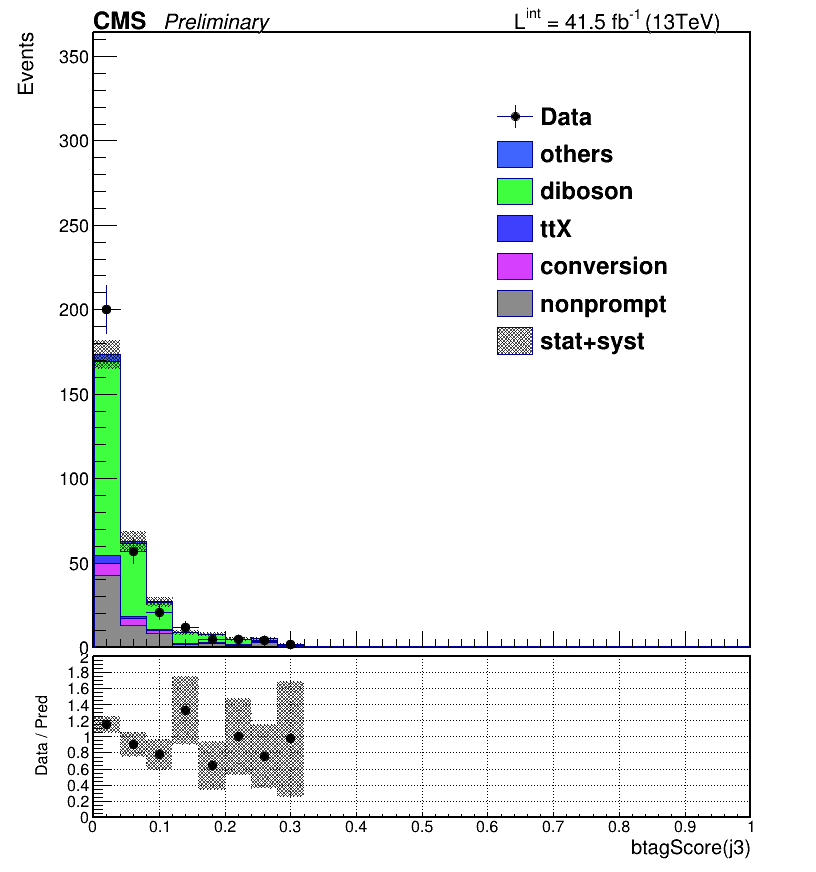 CMS Preliminary L^int = 41.5 fb^-1 (13TeV)
Events
350
300
250
200
150
100
50
0
Data
others
diboson
ttX
conversion
nonprompt
stat+syst
Data / Pred
2
1.8
1.6
1.4
1.2
1
0.8
0.6
0.4
0.2
0
0 0.1 0.2 0.3 0.4 0.5 0.6 0.7 0.8 0.9 1
btagScore(j3)